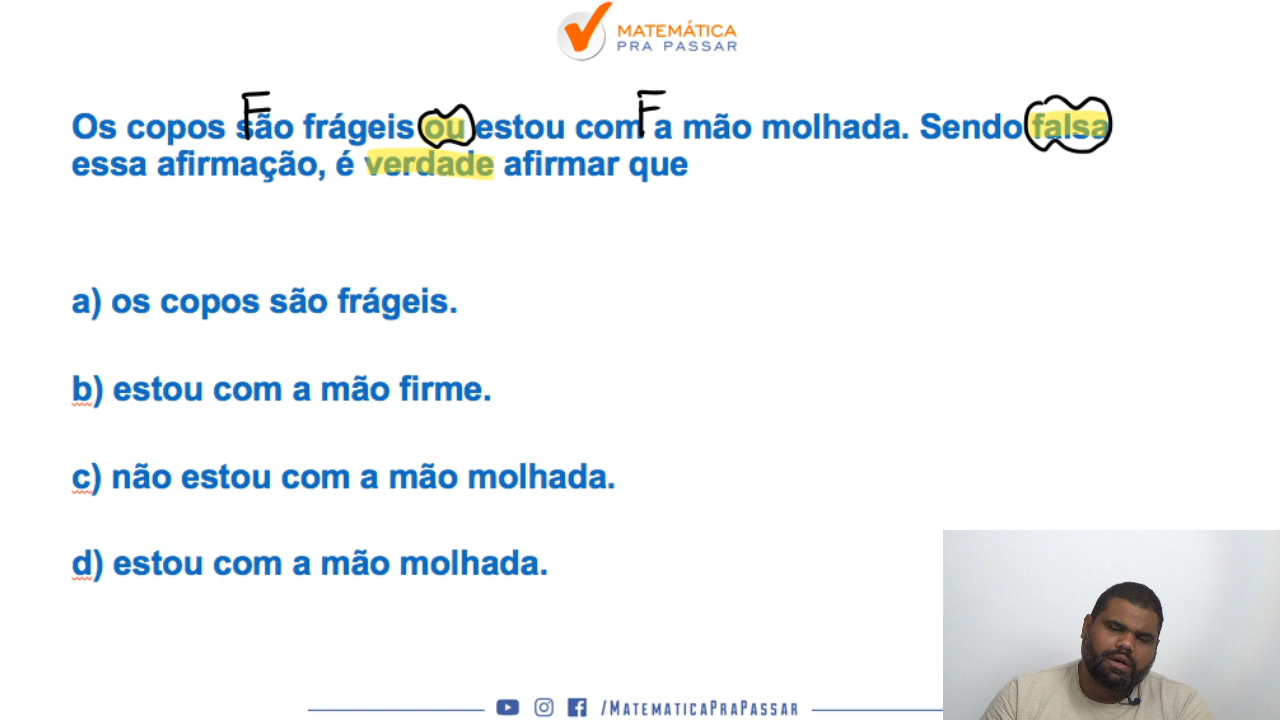 MATEMÁTICA
PRA PASSAR
F F
Os copos são frágeis ou estou com a mão molhada. Sendo falsa
essa afirmação, é verdade afirmar que
a) os copos são frágeis.
b) estou com a mão firme.
c) não estou com a mão molhada.
d) estou com a mão molhada.
/MATEMATICAPRAPASSAR